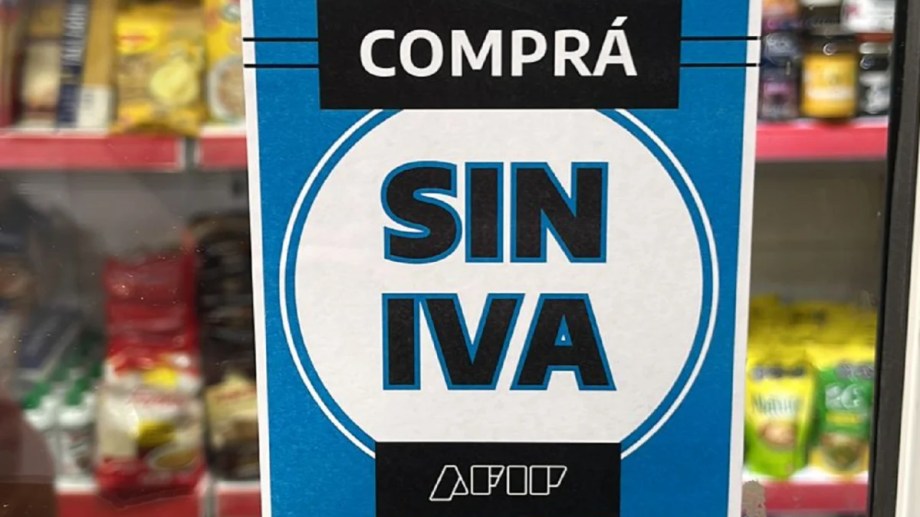 COMPRÁ
SIN
IVA
AFIP